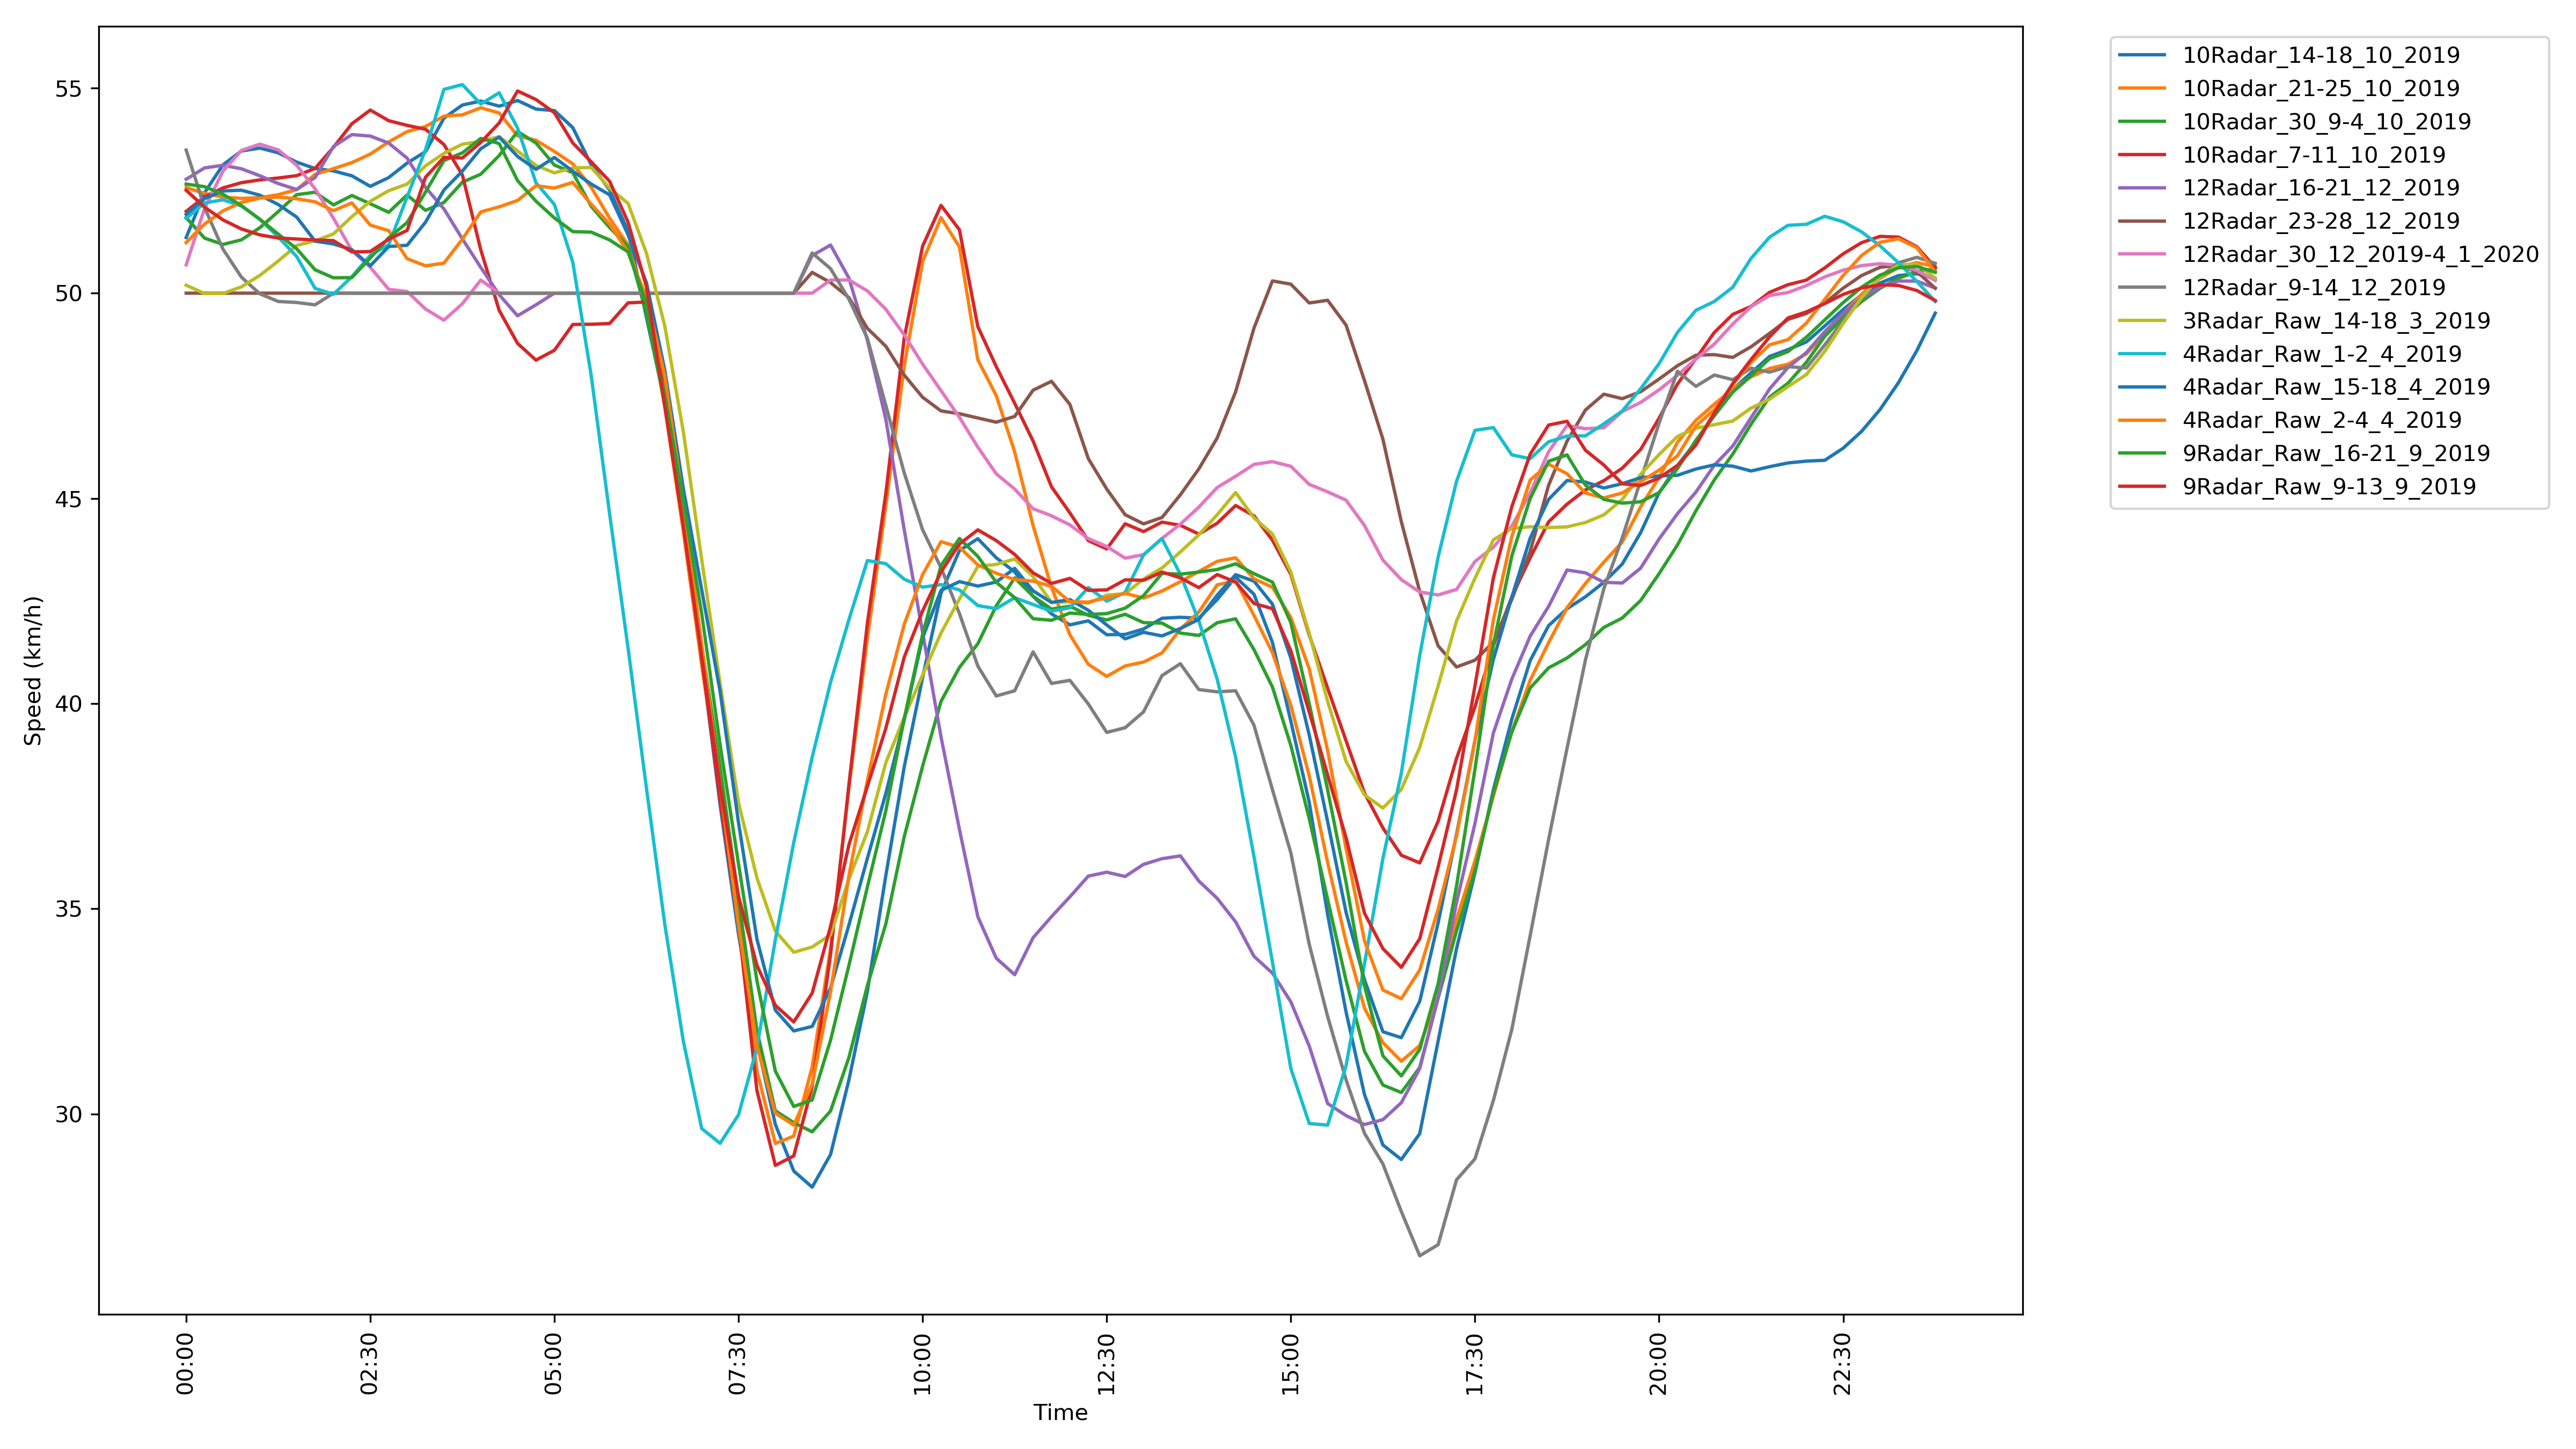 10Radar_14-18_10_2019
10Radar_21-25_10_2019
10Radar_30_9-4_10_2019
10Radar_7-11_10_2019
12Radar_16-21_12_2019
12Radar_23-28_12_2019
12Radar_30_12_2019-4_1_2020
12Radar_9-14_12_2019
3Radar_Raw_14-18_3_2019
4Radar_Raw_1-2_4_2019
4Radar_Raw_15-18_4_2019
4Radar_Raw_2-4_4_2019
9Radar_Raw_16-21_9_2019
9Radar_Raw_9-13_9_2019
Speed (km/h)
55
50
45
40
35
30
00:00
02:30
05:00
07:30
10:00
12:30
15:00
17:30
20:00
22:30
Time